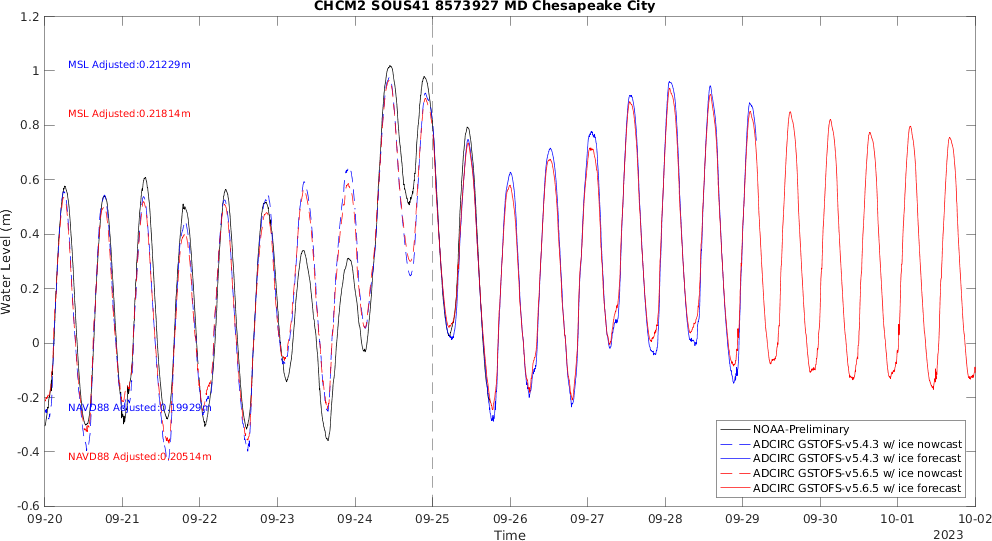 CHCM2 SOUS41 8573927 MD Chesapeake City
1.2
1
0.8
0.6
0.4
0.2
0
-0.2
-0.4
-0.6
Water Level (m)
MSL Adjusted:0.21229m
MSL Adjusted:0.21814m
NAVD88 Adjusted:0.19929m
NAVD88 Adjusted:0.20514m
NOAA-Preliminary
ADCIRC GSTOFS-v5.4.3 w/ ice nowcast
ADCIRC GSTOFS-v5.4.3 w/ ice forecast
ADCIRC GSTOFS-v5.6.5 w/ ice nowcast
ADCIRC GSTOFS-v5.6.5 w/ ice forecast
09-20 09-21 09-22 09-23 09-24 09-25 09-26 09-27 09-28 09-29 09-30 10-01 10-02
Time
2023